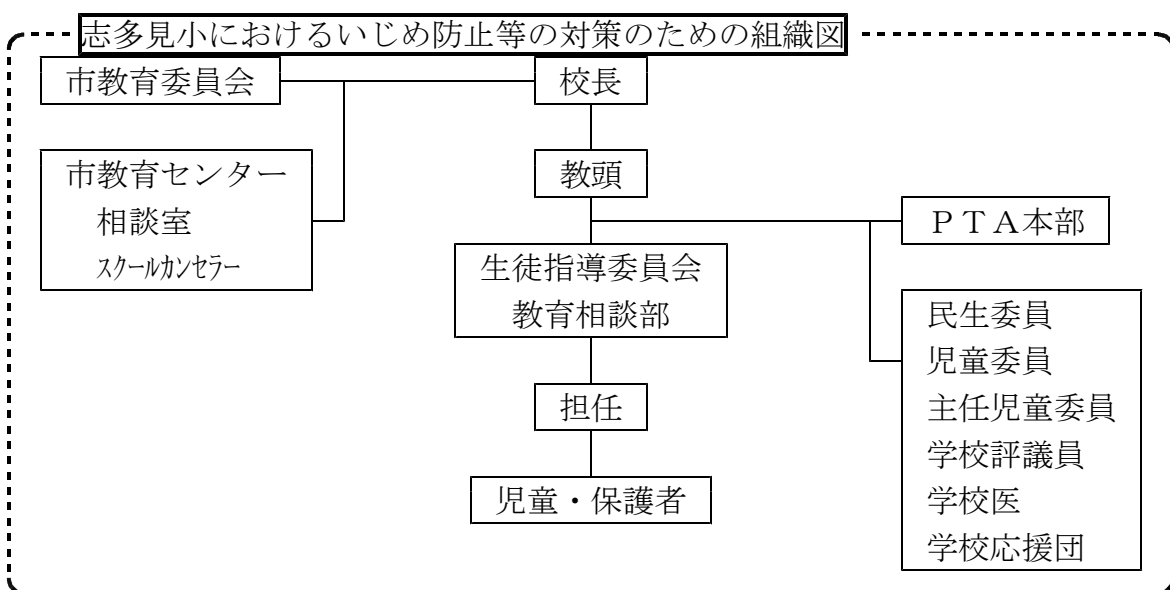 志多見小におけるいじめ防止等の対策のための組織図
市教育委員会
校長
市教育センター
相談室
スクールカンセラー
教頭
ＰＴＡ本部
生徒指導委員会
教育相談部
民生委員
児童委員
主任児童委員
学校評議員
学校医
学校応援団
担任
児童・保護者